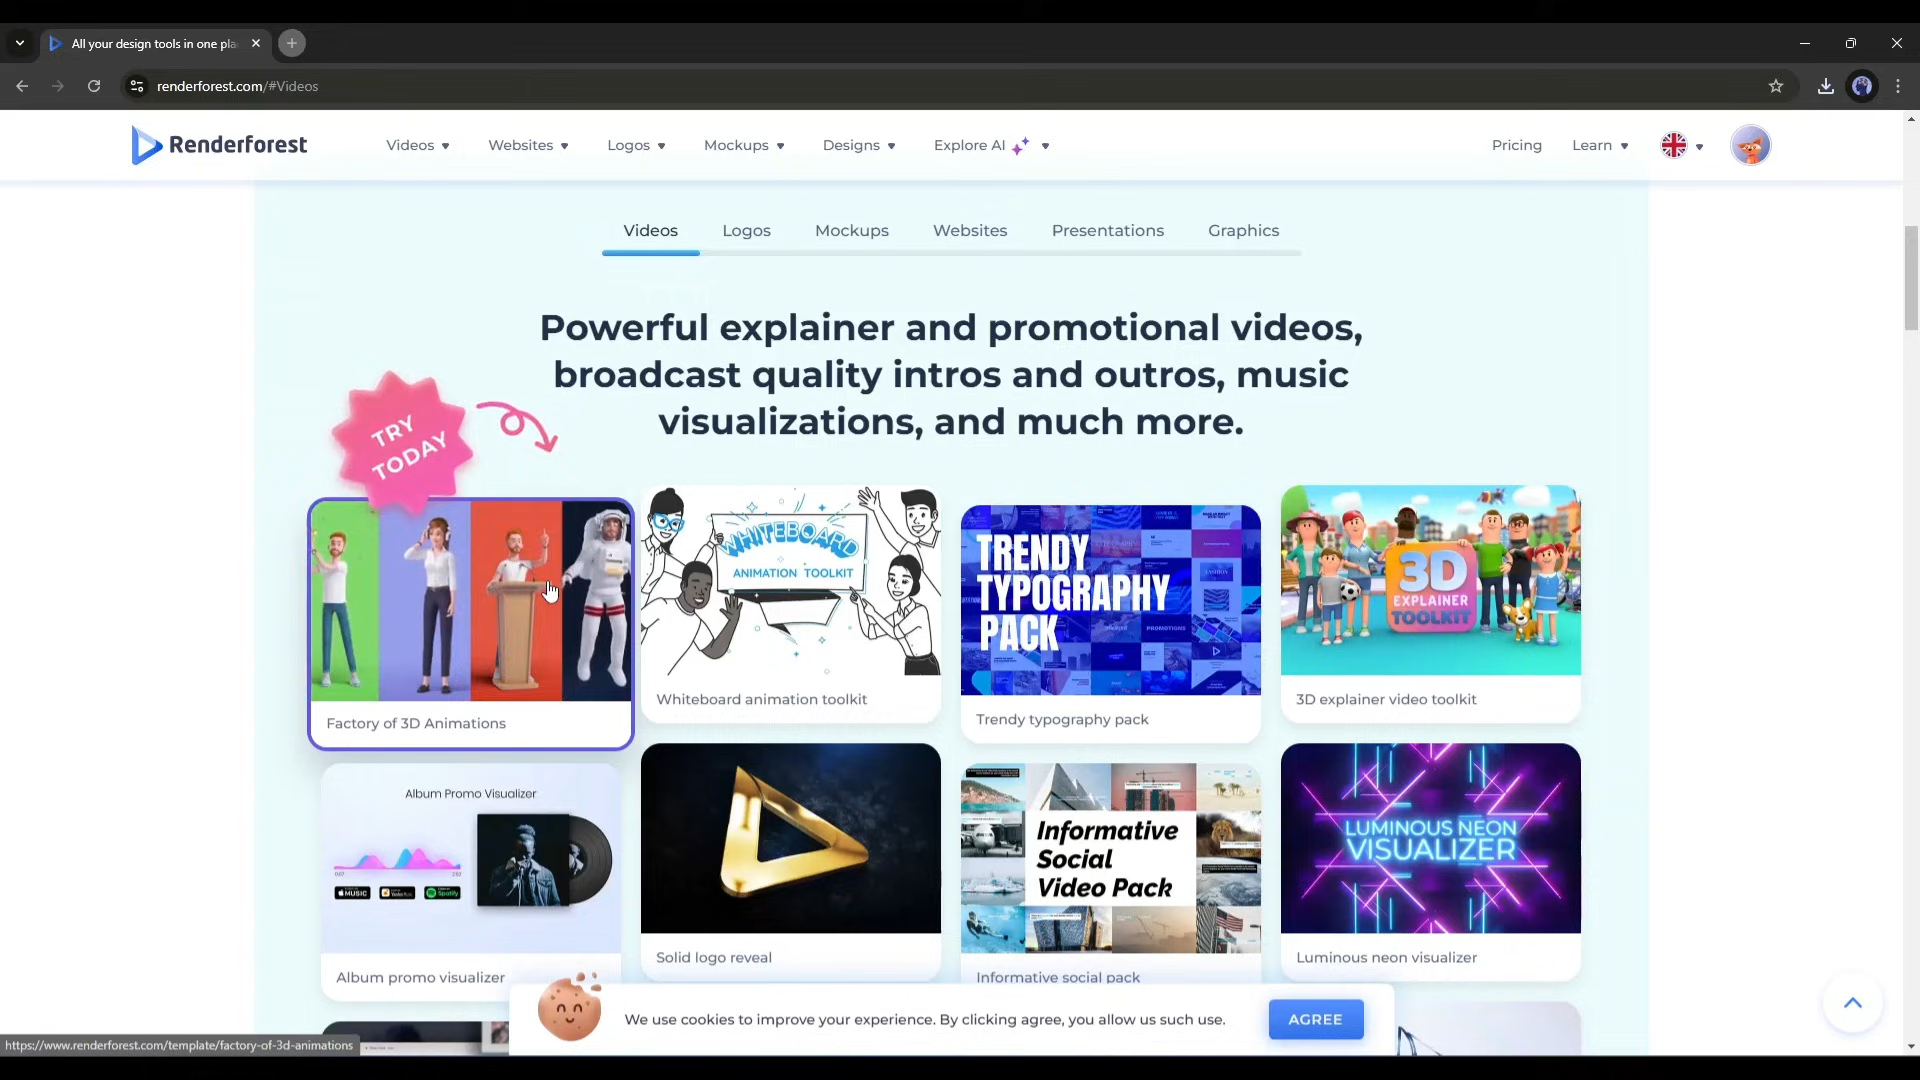 All your design tools in one pla
renderforest.com/#Videos
Renderforest
Videos
Websites
Logos
Mockups
Designs
Explore AI
Pricing
Learn
Videos
Logos
Mockups
Websites
Presentations
Graphics
Powerful explainer and promotional videos,
broadcast quality intros and outros, music
visualizations, and much more.
TRY
TODAY
Factory of 3D Animations
WHITEBOARD
ANIMATION TOOLKIT
Whiteboard animation toolkit
TRENDY
TYPOGRAPHY
PACK
PROMOTIONS
Trendy typography pack
3D
EXPLAINER
TOOLKIT
3D explainer video toolkit
Album Promo Visualizer
MUSIC
Spotify
Album promo visualizer
Solid logo reveal
Informative
Social
Video Pack
Informative social pack
LUMINOUS NEON
VISUALIZER
Luminous neon visualizer
We use cookies to improve your experience. By clicking agree, you allow us such use.
AGREE
https://www.renderforest.com/template/factory-of-3d-animations